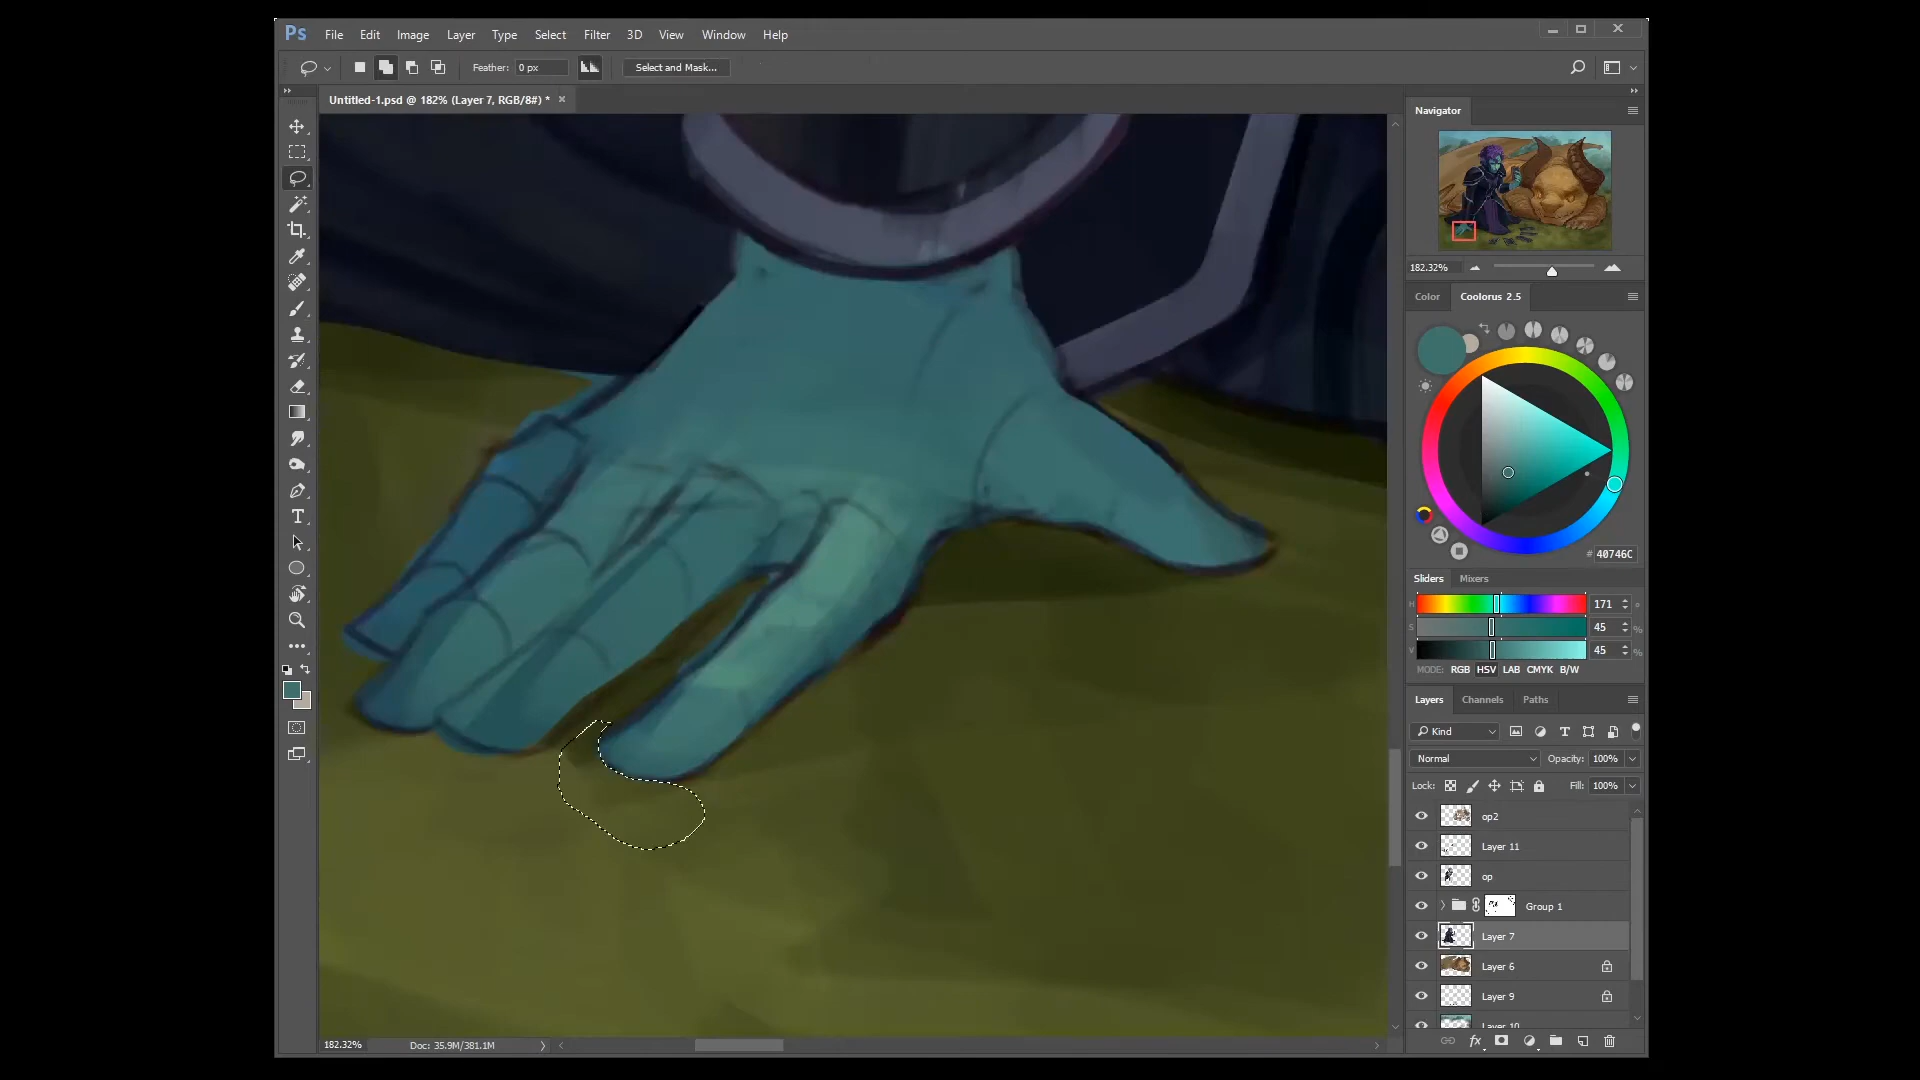 Ps File Edit Image Layer Type Select Filter 3D View Window Help
Feather: 0 px Select and Mask...
Untitled-1.psd @ 182% (Layer 7, RGB/8#) * ×
Navigator
182.32%
Color Coolorus 2.5
# 40746C
Sliders Mixers
H 171 °
S 45 %
V 45 %
MODE: RGB HSV LAB CMYK B/W
Layers Channels Paths
Kind
Normal Opacity: 100%
Lock: Fill: 100%
op2
Layer 11
op
Group 1
Layer 7
Layer 6
Layer 9
Layer 10
fx
182.32% Doc: 35.9M/381.1M